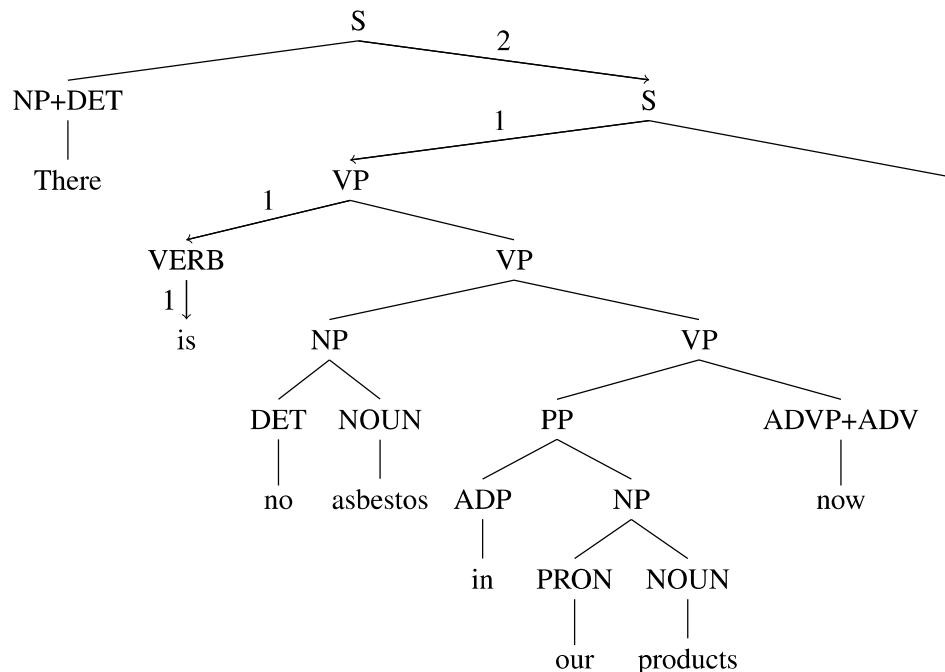 S
2
NP+DET S
1
There VP
1
VERB VP
1
is NP VP
DET NOUN PP ADVP+ADV
no asbestos ADP NP now
in PRON NOUN
our products